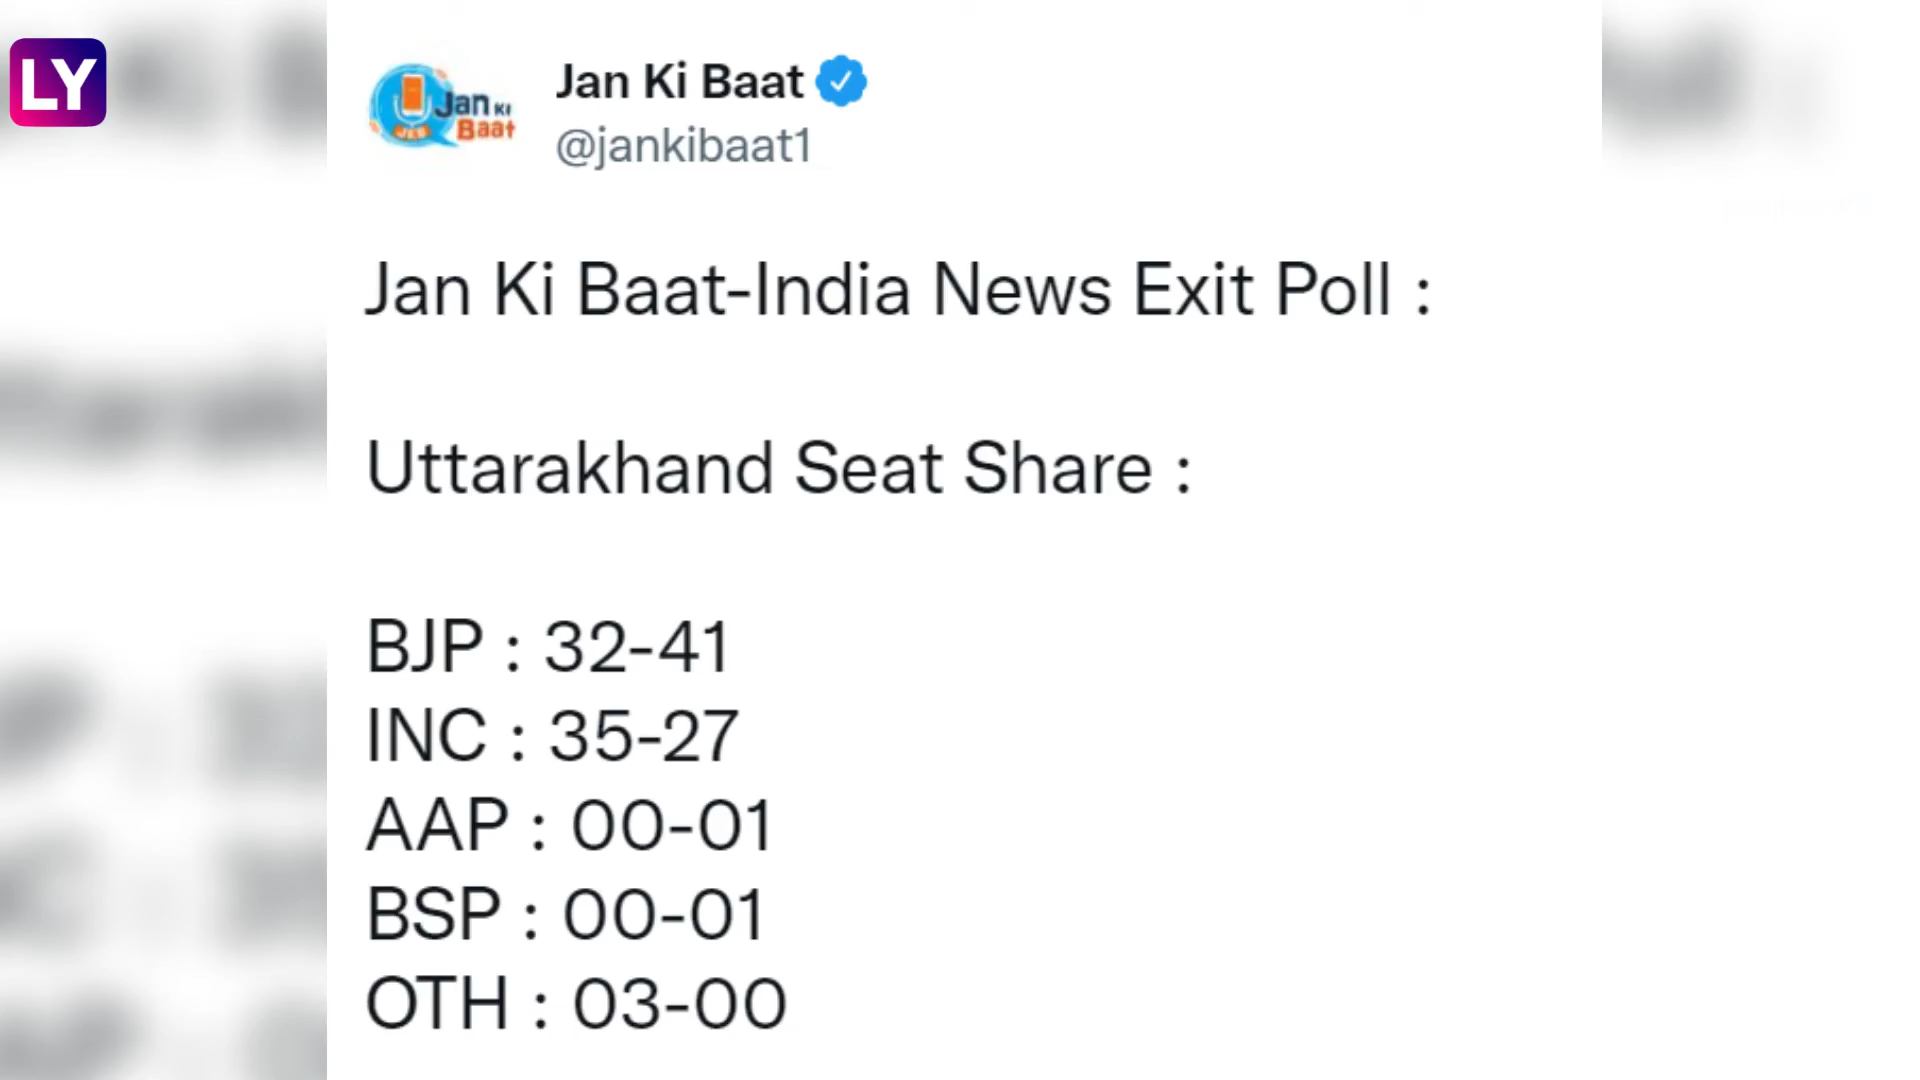 LY
Jan Ki Baat
Jan KI
Baat
JKB
@jankibaat1
Jan Ki Baat-India News Exit Poll :
Uttarakhand Seat Share :
BJP : 32-41
INC : 35-27
AAP : 00-01
BSP : 00-01
OTH : 03-00